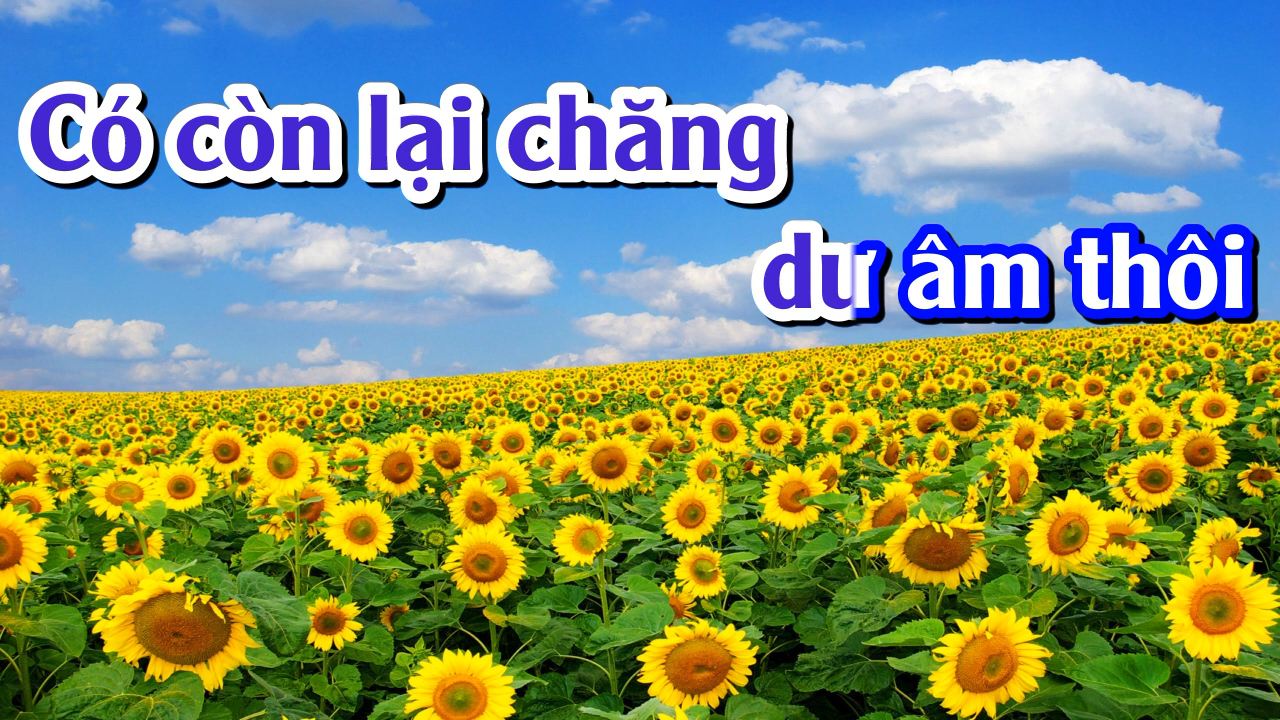 Có còn lại chăng
dư âm thôi